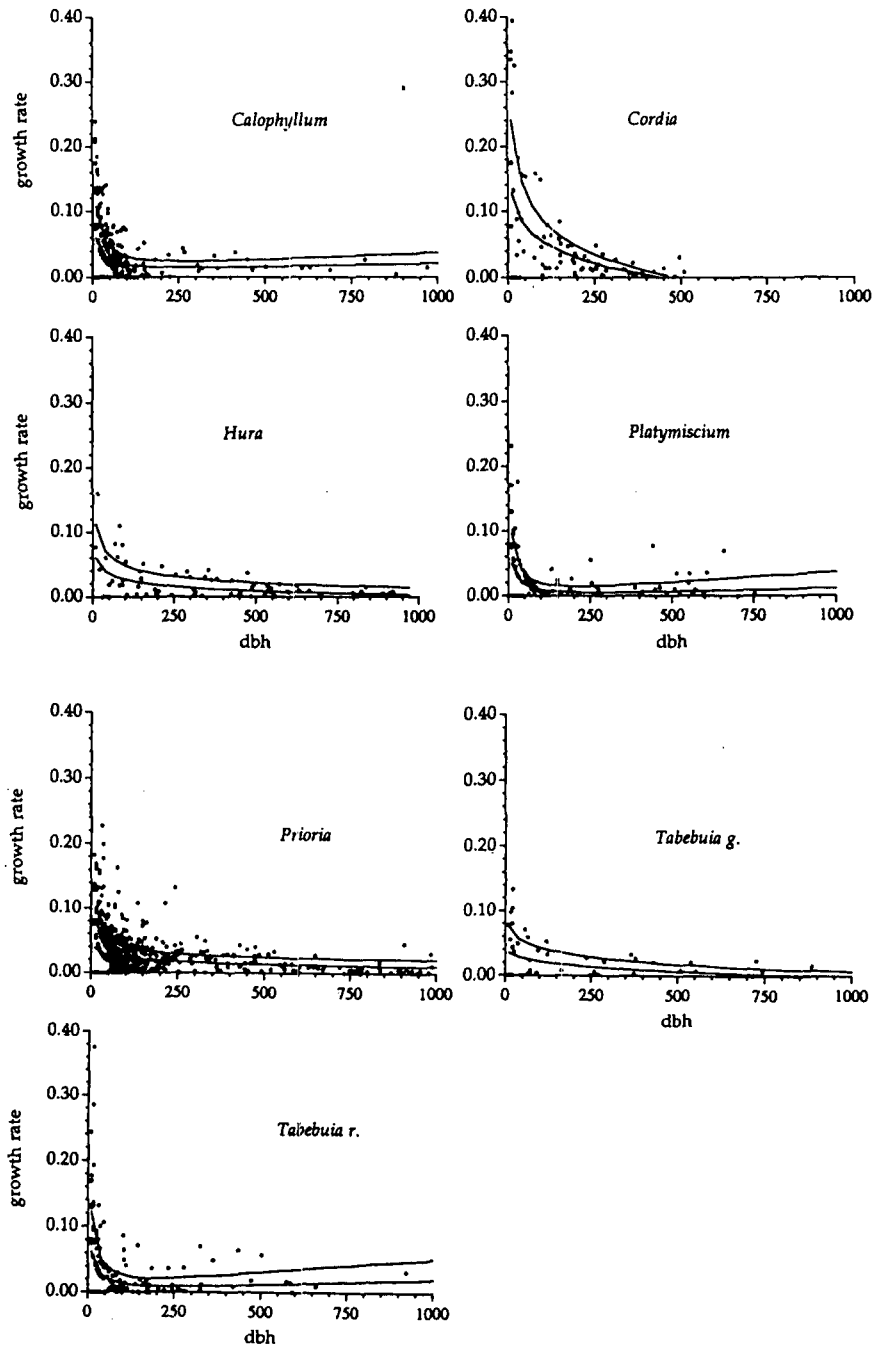 0.40 0.40
0.30 0.30
growth rate 0.20 Calophyllum 0.20 Cordia
0.10 0.10
0.00 0.00
0 250 500 750 1000 0 250 500 750 1000
0.40 0.40
0.30 0.30
growth rate 0.20 Hura 0.20 Platymiscium
0.10 0.10
0.00 0.00
0 250 500 750 1000 0 250 500 750 1000
dbh dbh
0.40 0.40
0.30 0.30
growth rate 0.20 Prioria 0.20 Tabebuia g.
0.10 0.10
0.00 0.00
0 250 500 750 1000 0 250 500 750 1000
dbh
0.40
0.30
growth rate 0.20 Tabebuia r.
0.10
0.00
0 250 500 750 1000
dbh